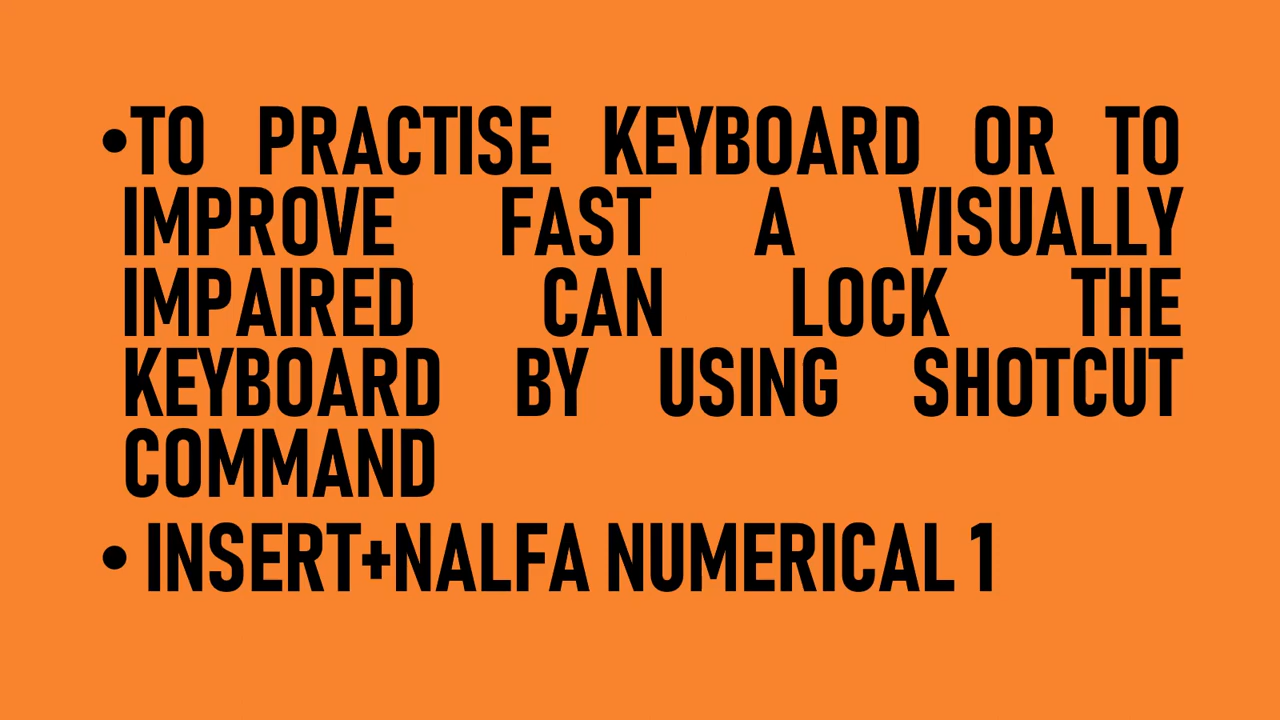 •TO PRACTISE KEYBOARD OR TO
IMPROVE FAST A VISUALLY
IMPAIRED CAN LOCK THE
KEYBOARD BY USING SHOTCUT
COMMAND
• INSERT+NALFA NUMERICAL 1